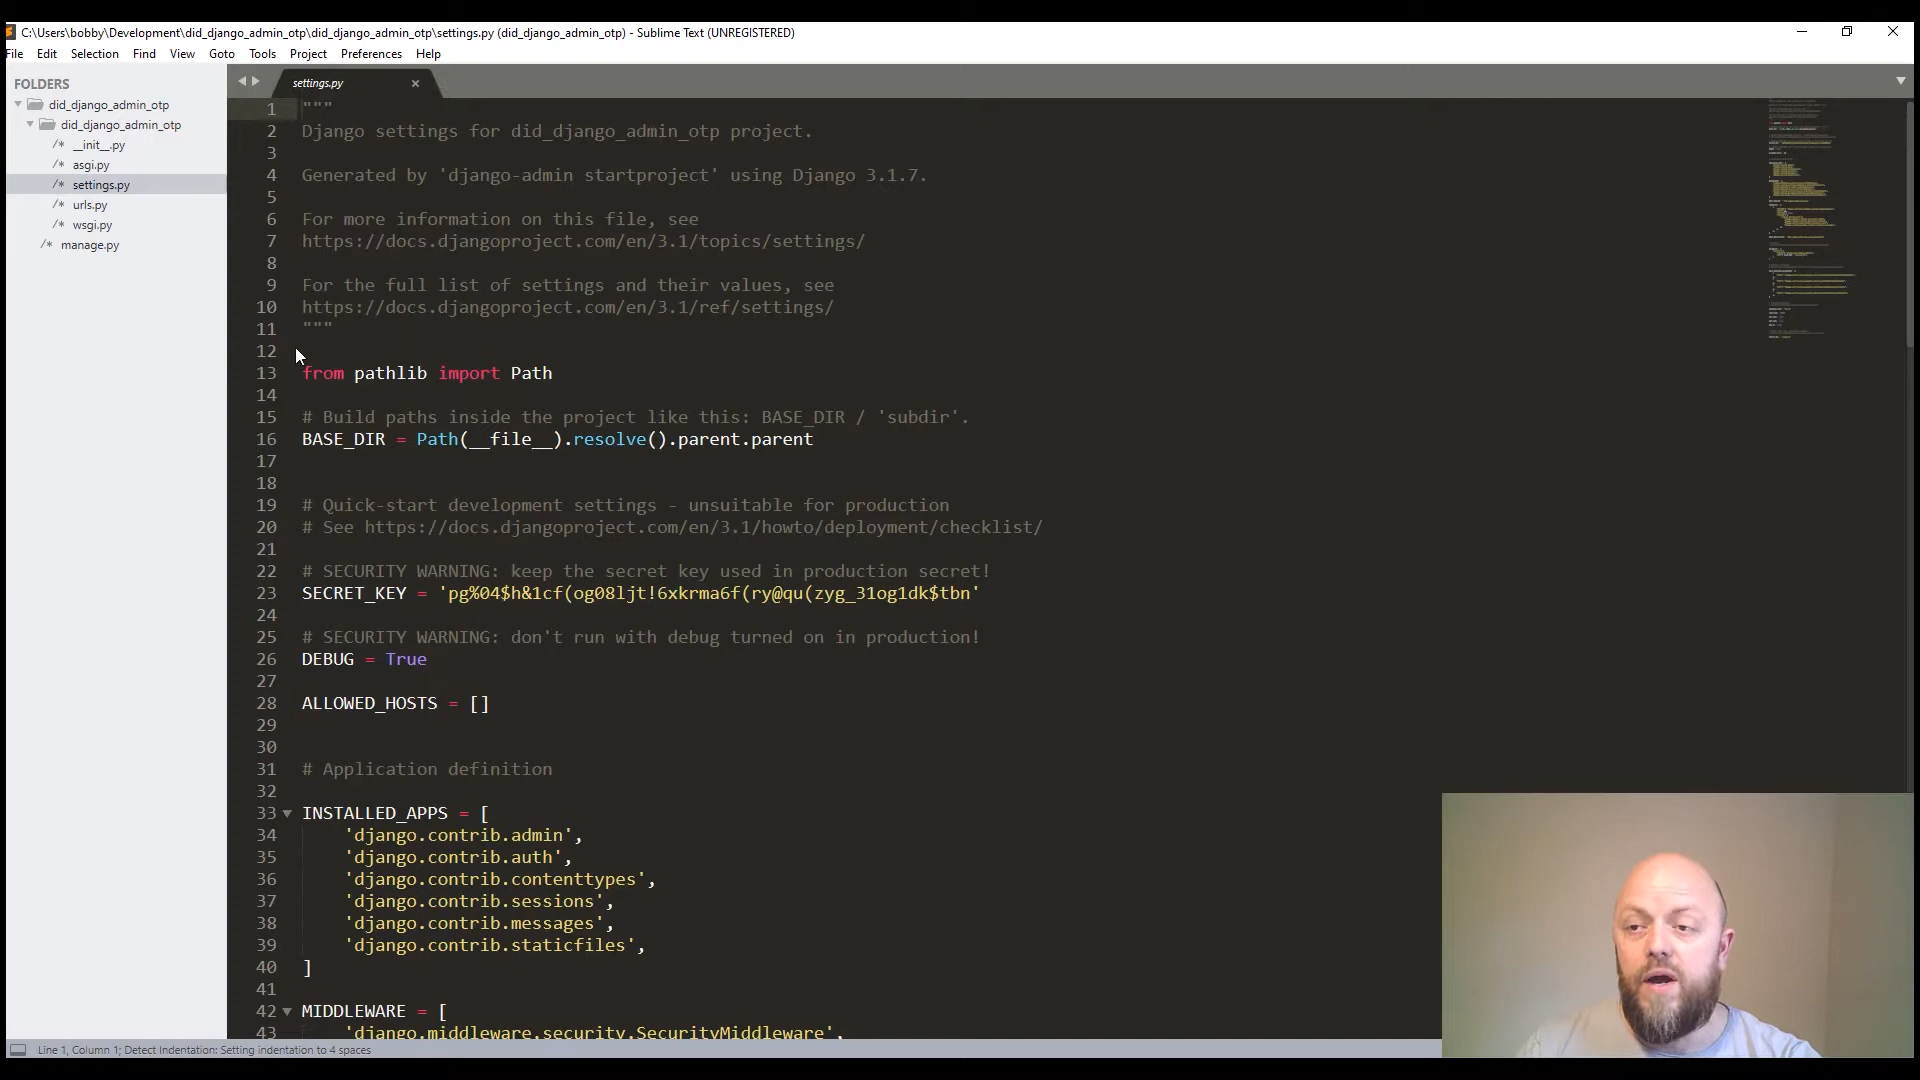 C:\Users\bobby\Development\did_django_admin_otp\did_django_admin_otp\settings.py (did_django_admin_otp) - Sublime Text (UNREGISTERED)
File Edit Selection Find View Goto Tools Project Preferences Help
FOLDERS
did_django_admin_otp
did_django_admin_otp
/* __init__.py
/* asgi.py
/* settings.py
/* urls.py
/* wsgi.py
/* manage.py
settings.py
1 """
2 Django settings for did_django_admin_otp project.
3
4 Generated by 'django-admin startproject' using Django 3.1.7.
5
6 For more information on this file, see
7 https://docs.djangoproject.com/en/3.1/topics/settings/
8
9 For the full list of settings and their values, see
10 https://docs.djangoproject.com/en/3.1/ref/settings/
11 """
12
13 from pathlib import Path
14
15 # Build paths inside the project like this: BASE_DIR / 'subdir'.
16 BASE_DIR = Path(__file__).resolve().parent.parent
17
18
19 # Quick-start development settings - unsuitable for production
20 # See https://docs.djangoproject.com/en/3.1/howto/deployment/checklist/
21
22 # SECURITY WARNING: keep the secret key used in production secret!
23 SECRET_KEY = 'pg%04$h&1cf(og08ljt!6xkrma6f(ry@qu(zyg_31og1dk$tbn'
24
25 # SECURITY WARNING: don't run with debug turned on in production!
26 DEBUG = True
27
28 ALLOWED_HOSTS = []
29
30
31 # Application definition
32
33 INSTALLED_APPS = [
34 'django.contrib.admin',
35 'django.contrib.auth',
36 'django.contrib.contenttypes',
37 'django.contrib.sessions',
38 'django.contrib.messages',
39 'django.contrib.staticfiles',
40 ]
41
42 MIDDLEWARE = [
43 'django.middleware.security.SecurityMiddleware',
Line 1, Column 1; Detect Indentation: Setting indentation to 4 spaces